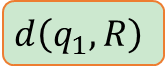 d(q₁, R)